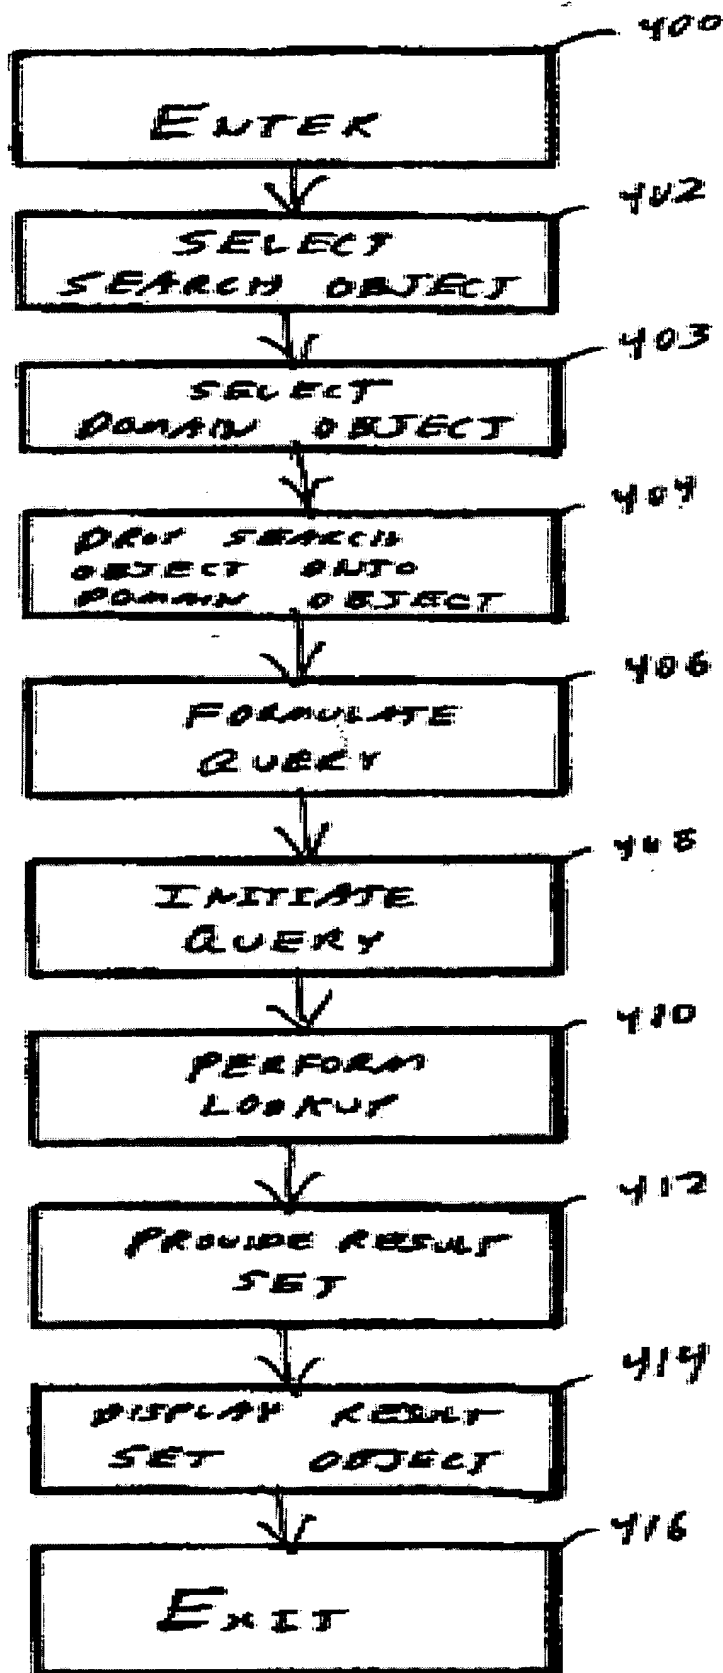 400
ENTER
402
SELECT
SEARCH OBJECT
403
SELECT
DOMAIN OBJECT
404
DROP SEARCH
OBJECT ONTO
DOMAIN OBJECT
406
FORMULATE
QUERY
408
INITIATE
QUERY
410
PERFORM
LOOKUP
412
PROVIDE RESULT
SET
414
DISPLAY RESULT
SET OBJECT
416
EXIT